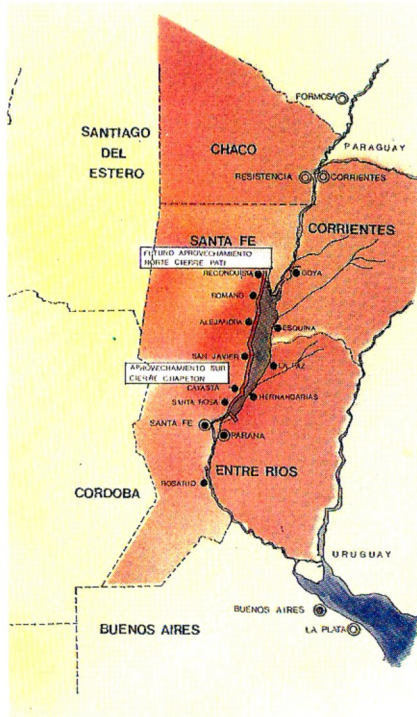 FORMOSA
SANTIAGO
DEL
ESTERO
CHACO
PARAGUAY
RESISTENCIA
CORRIENTES
SANTA FE
CORRIENTES
FUTURO APROVECHAMIENTO
NORTE CIERRE PATI
RECONQUISTA
GOYA
ROMANG
ALEJANDRA
ESQUINA
SAN JAVIER
LA PAZ
APROVECHAMIENTO SUR
CIERRE CHAPETON
CAYASTA
SANTA ROSA
HERNANDARIAS
SANTA FE
PARANA
ENTRE RIOS
ROSARIO
CORDOBA
URUGUAY
BUENOS AIRES
BUENOS AIRES
LA PLATA